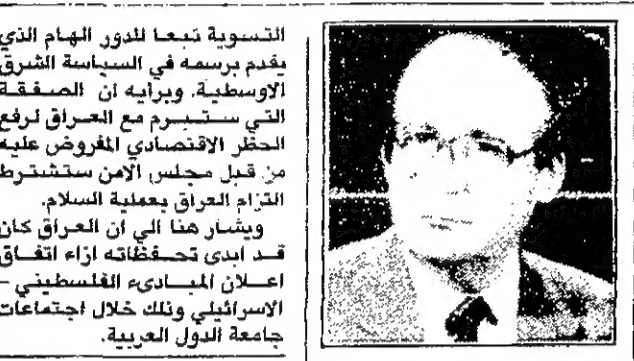 التسوية تبعا للدور الهام الذي
يقدم برسمه في السياسة الشرق
الاوسطية. وبرأيه ان الصفقة
التي ستبرم مع العراق لرفع
الحظر الاقتصادي المفروض عليه
من قبل مجلس الامن ستشترط
التزام العراق بعملية السلام.
ويشار هنا الى ان العراق كان
قد ابدى تحفظاته ازاء اتفاق
اعلان المبادىء الفلسطيني –
الاسرائيلي وذلك خلال اجتماعات
جامعة الدول العربية.